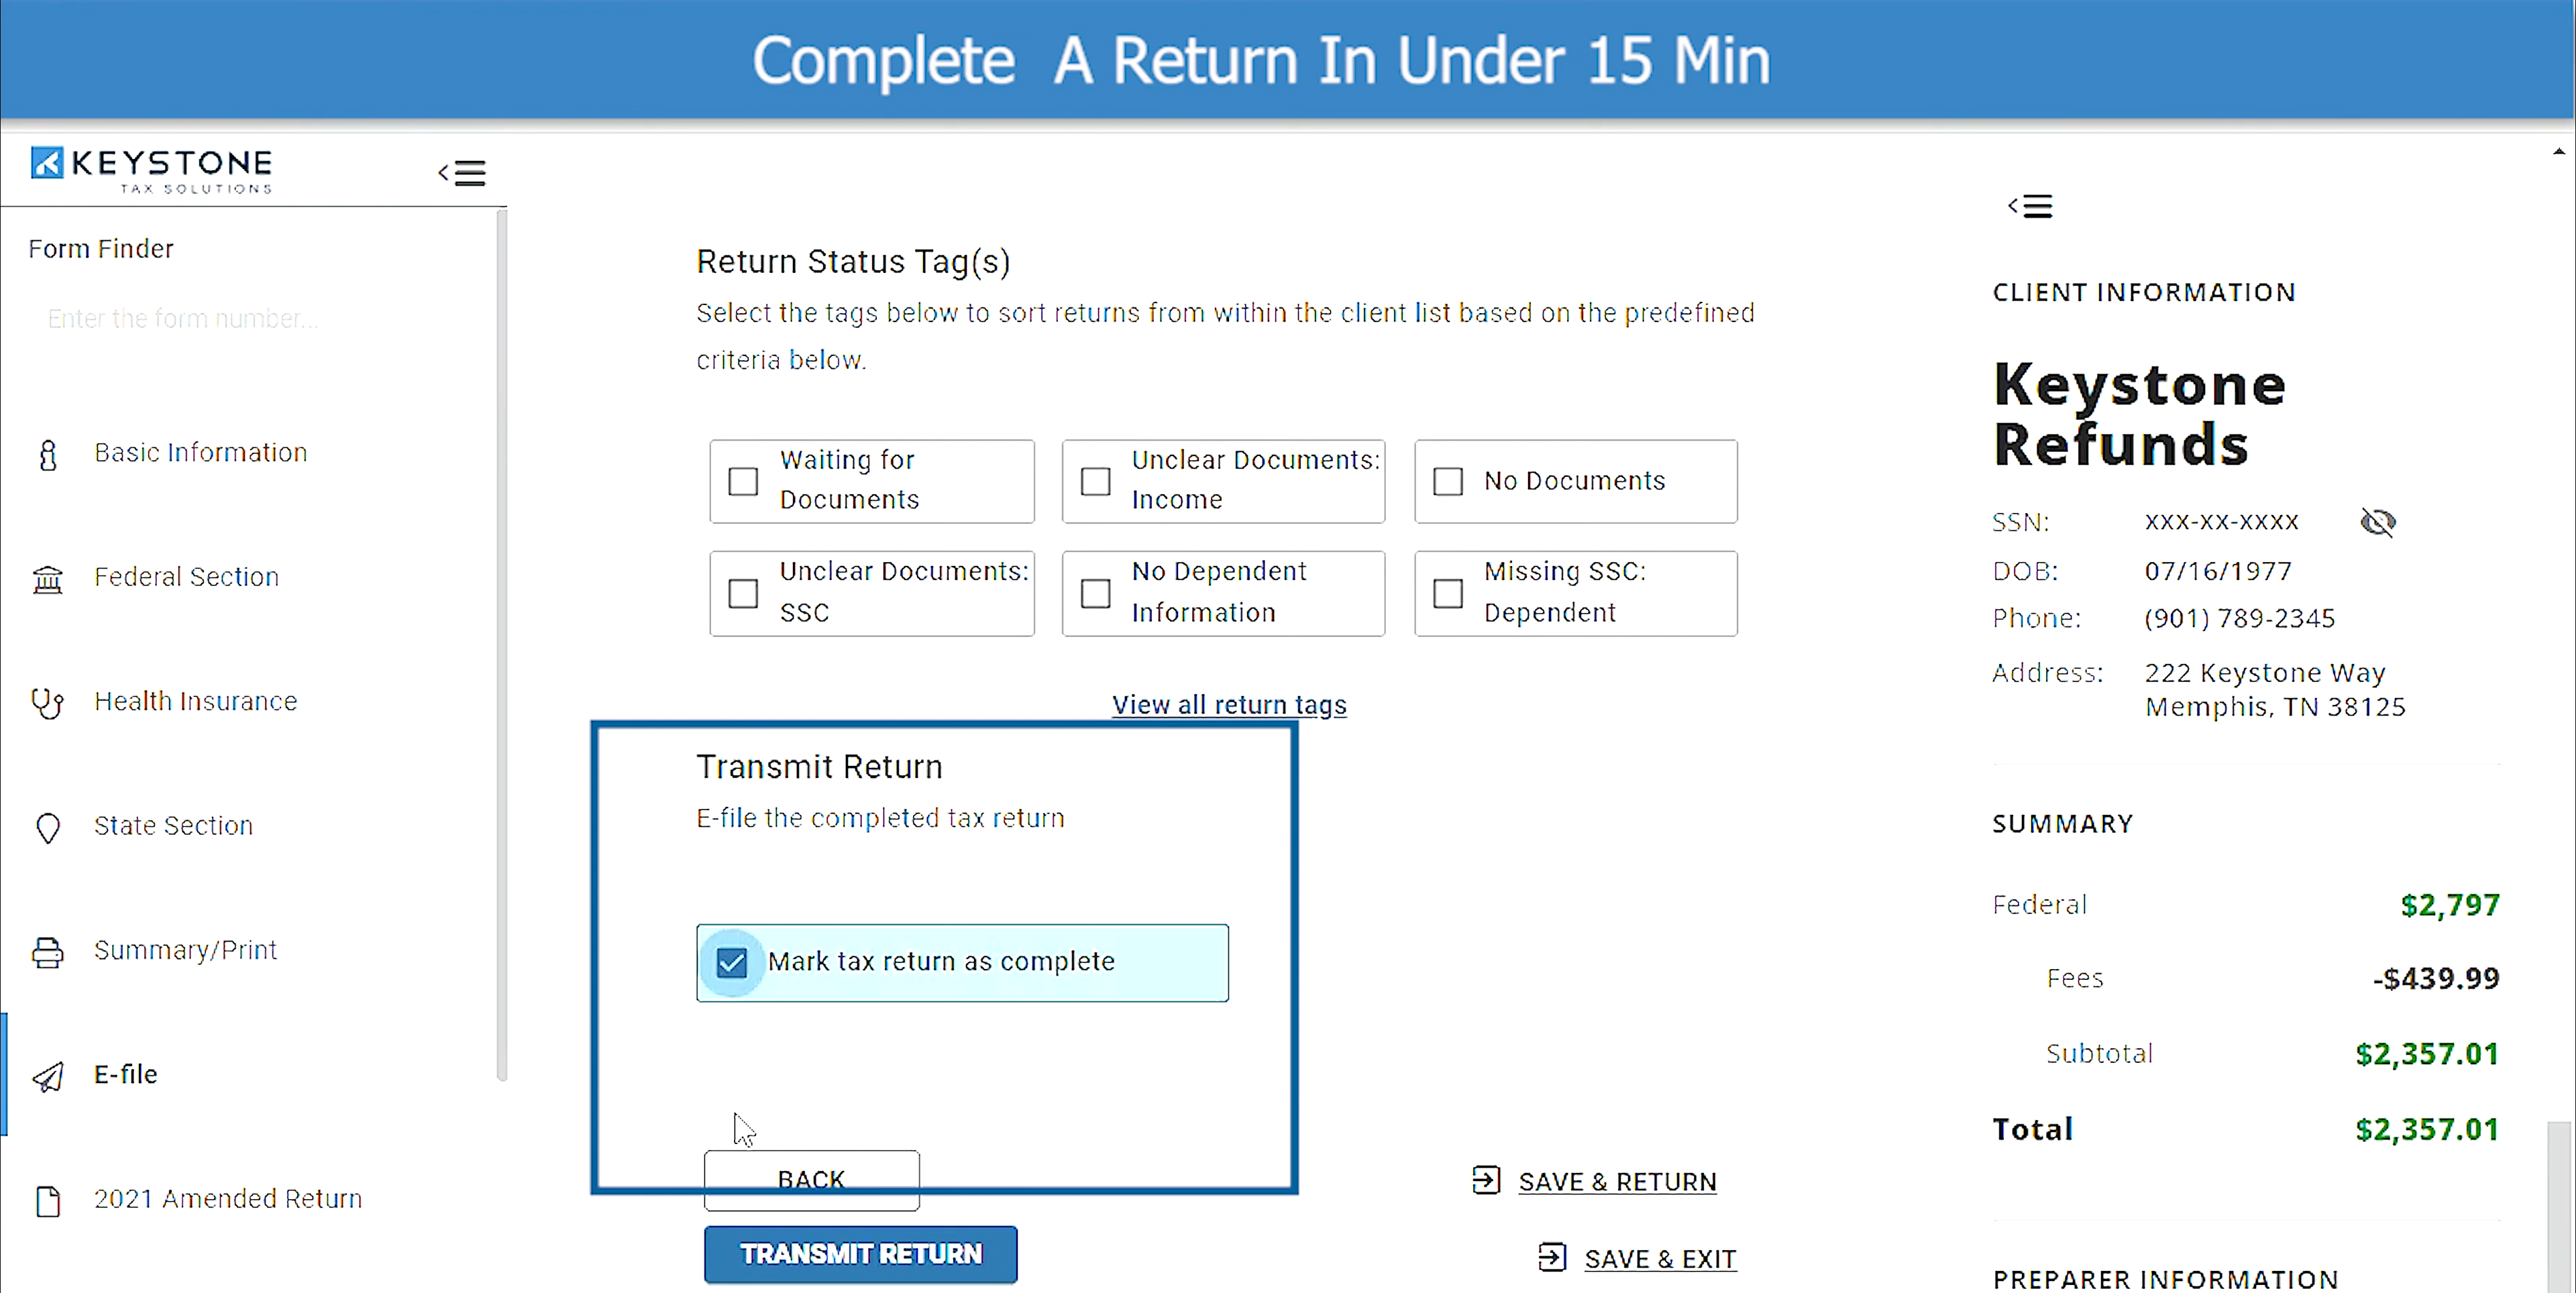 Complete A Return In Under 15 Min
KEYSTONE
TAX SOLUTIONS
Form Finder
Enter the form number...
Basic Information
Federal Section
Health Insurance
State Section
Summary/Print
E-file
2021 Amended Return
Return Status Tag(s)
Select the tags below to sort returns from within the client list based on the predefined
criteria below.
Waiting for
Documents
Unclear Documents:
Income
No Documents
Unclear Documents:
SSC
No Dependent
Information
Missing SSC:
Dependent
View all return tags
Transmit Return
E-file the completed tax return
Mark tax return as complete
BACK
TRANSMIT RETURN
SAVE & RETURN
SAVE & EXIT
CLIENT INFORMATION
Keystone
Refunds
SSN: XXX-XX-XXXX
DOB: 07/16/1977
Phone: (901) 789-2345
Address: 222 Keystone Way
Memphis, TN 38125
SUMMARY
Federal $2,797
Fees -$439.99
Subtotal $2,357.01
Total $2,357.01
PREPARER INFORMATION